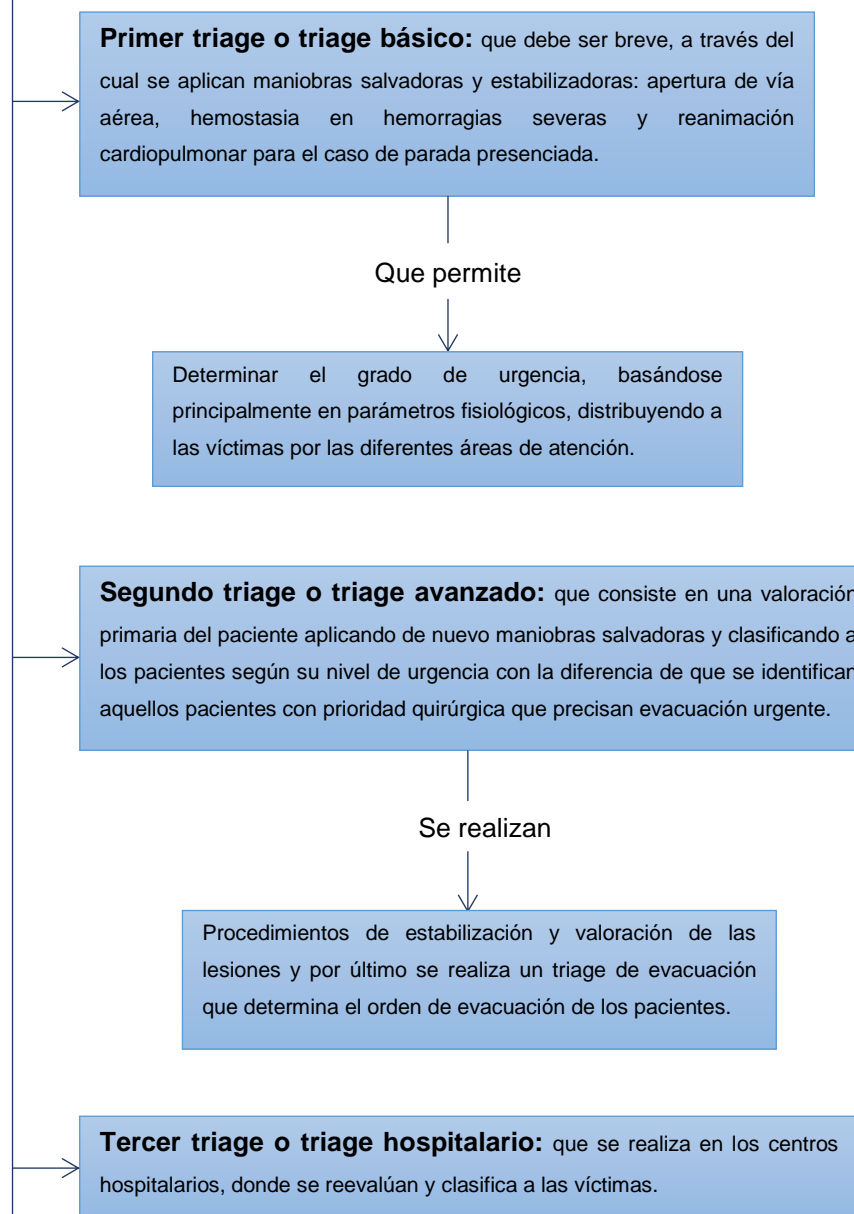 Primer triage o triage básico: que debe ser breve, a través del
cual se aplican maniobras salvadoras y estabilizadoras: apertura de vía
aérea, hemostasia en hemorragias severas y reanimación
cardiopulmonar para el caso de parada presenciada.
Que permite
Determinar el grado de urgencia, basándose
principalmente en parámetros fisiológicos, distribuyendo a
las víctimas por las diferentes áreas de atención.
Segundo triage o triage avanzado: que consiste en una valoración
primaria del paciente aplicando de nuevo maniobras salvadoras y clasificando a
los pacientes según su nivel de urgencia con la diferencia de que se identifican
aquellos pacientes con prioridad quirúrgica que precisan evacuación urgente.
Se realizan
Procedimientos de estabilización y valoración de las
lesiones y por último se realiza un triage de evacuación
que determina el orden de evacuación de los pacientes.
Tercer triage o triage hospitalario: que se realiza en los centros
hospitalarios, donde se reevalúan y clasifica a las víctimas.